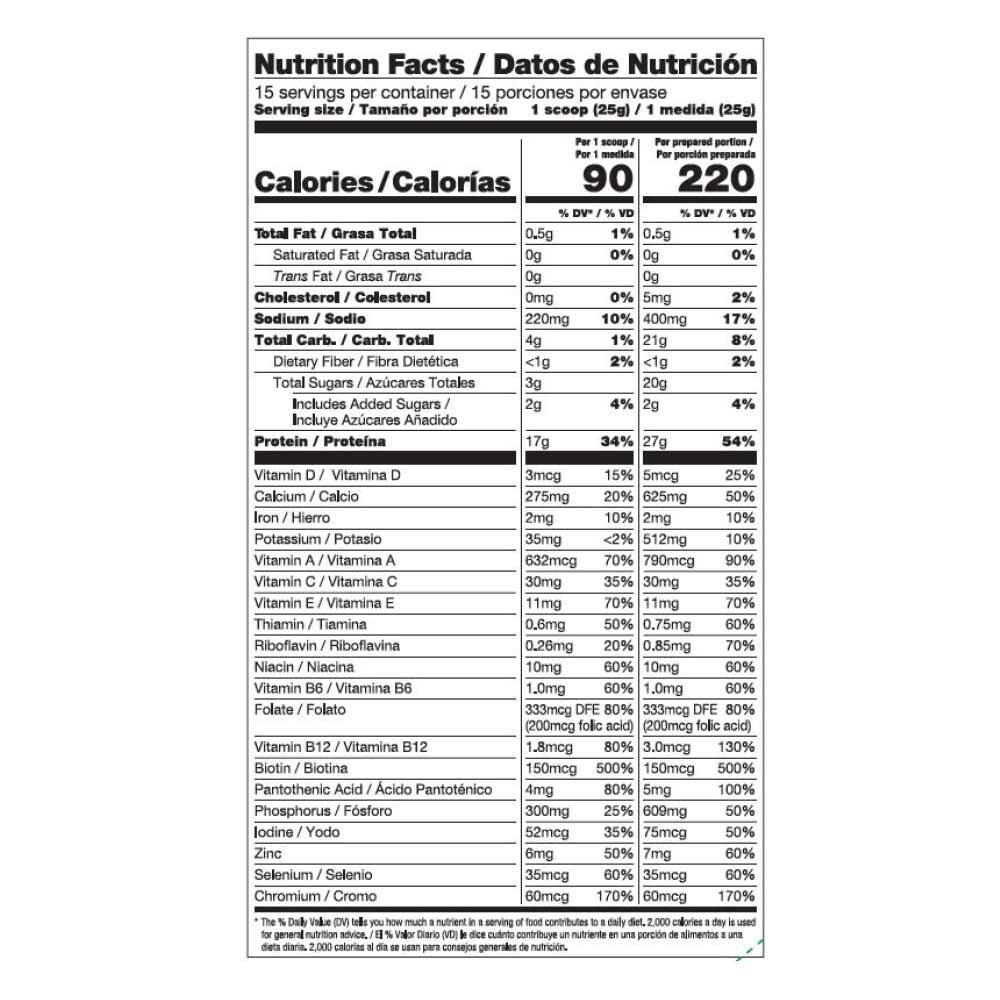 Nutrition Facts / Datos de Nutrición
15 servings per container / 15 porciones por envase
Serving size / Tamaño por porción 1 scoop (25g) / 1 medida (25g)
Per 1 scoop / Per prepared portion /
Por 1 medida Por porción preparada
Calories/Calorías 90 220
% DV* / % VD % DV* / % VD
Total Fat / Grasa Total 0.5g 1% 0.5g 1%
Saturated Fat / Grasa Saturada 0g 0% 0g 0%
Trans Fat / Grasa Trans 0g 0g
Cholesterol / Colesterol 0mg 0% 5mg 2%
Sodium / Sodio 220mg 10% 400mg 17%
Total Carb. / Carb. Total 4g 1% 21g 8%
Dietary Fiber / Fibra Dietética <1g 2% <1g 2%
Total Sugars / Azúcares Totales 3g 20g
Includes Added Sugars / 2g 4% 2g 4%
Incluye Azúcares Añadido
Protein / Proteína 17g 34% 27g 54%
Vitamin D / Vitamina D 3mcg 15% 5mcg 25%
Calcium / Calcio 275mg 20% 625mg 50%
Iron / Hierro 2mg 10% 2mg 10%
Potassium / Potasio 35mg <2% 512mg 10%
Vitamin A / Vitamina A 632mcg 70% 790mcg 90%
Vitamin C / Vitamina C 30mg 35% 30mg 35%
Vitamin E / Vitamina E 11mg 70% 11mg 70%
Thiamin / Tiamina 0.6mg 50% 0.75mg 60%
Riboflavin / Riboflavina 0.26mg 20% 0.85mg 70%
Niacin / Niacina 10mg 60% 10mg 60%
Vitamin B6 / Vitamina B6 1.0mg 60% 1.0mg 60%
Folate / Folato 333mcg DFE 80% 333mcg DFE 80%
(200mcg folic acid) (200mcg folic acid)
Vitamin B12 / Vitamina B12 1.8mcg 80% 3.0mcg 130%
Biotin / Biotina 150mcg 500% 150mcg 500%
Pantothenic Acid / Ácido Pantoténico 4mg 80% 5mg 100%
Phosphorus / Fósforo 300mg 25% 609mg 50%
Iodine / Yodo 52mcg 35% 75mcg 50%
Zinc 6mg 50% 7mg 60%
Selenium / Selenio 35mcg 60% 35mcg 60%
Chromium / Cromo 60mcg 170% 60mcg 170%
* The % Daily Value (DV) tells you how much a nutrient in a serving of food contributes to a daily diet. 2,000 calories a day is used
for general nutrition advice. / El % Valor Diario (VD) le dice cuánto contribuye un nutriente en una porción de alimentos a una
dieta diaria. 2,000 calorías al día se usan para consejos generales de nutrición.